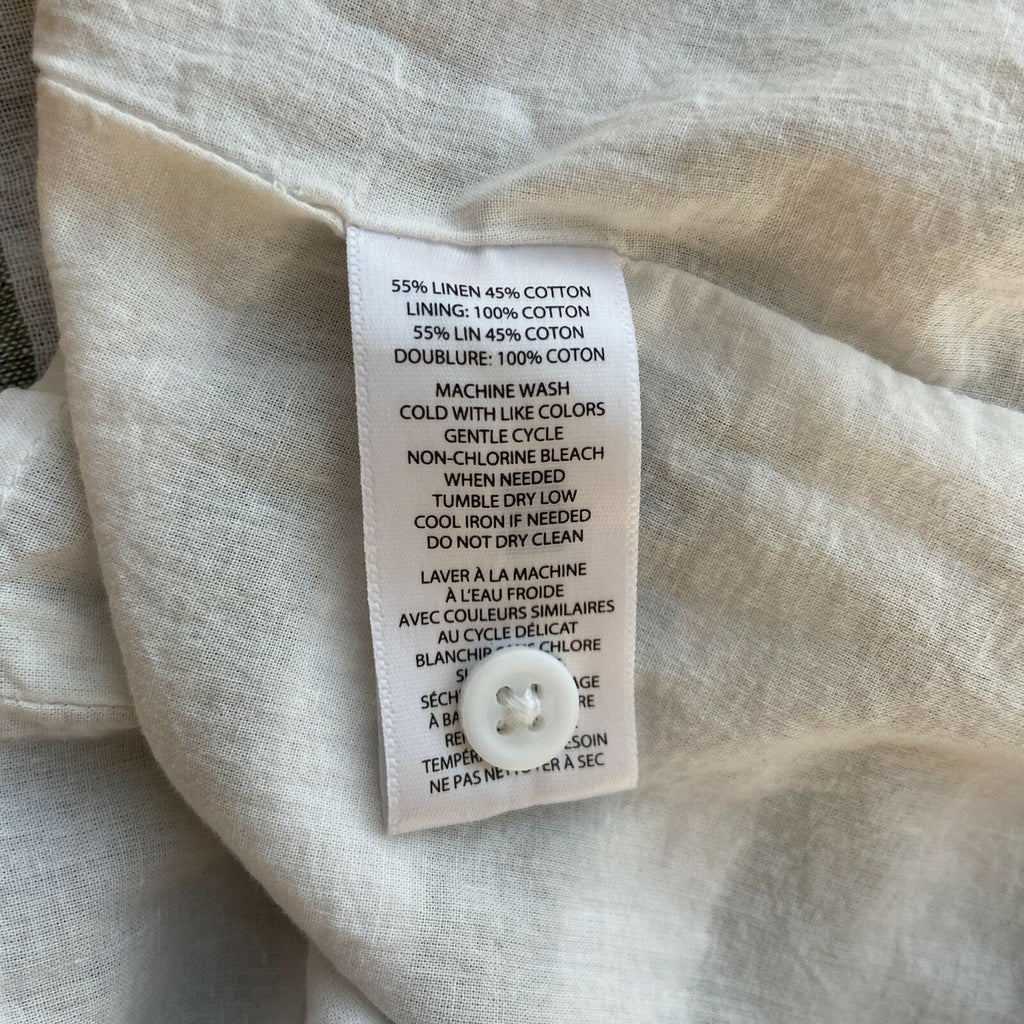 55% LINEN 45% COTTON
LINING: 100% COTTON
55% LIN 45% COTON
DOUBLURE: 100% COTON
MACHINE WASH
COLD WITH LIKE COLORS
GENTLE CYCLE
NON-CHLORINE BLEACH
WHEN NEEDED
TUMBLE DRY LOW
COOL IRON IF NEEDED
DO NOT DRY CLEAN
LAVER À LA MACHINE
À L'EAU FROIDE
AVEC COULEURS SIMILAIRES
AU CYCLE DÉLICAT
BLANCHIR CHLORE
À
NE PAS À SEC